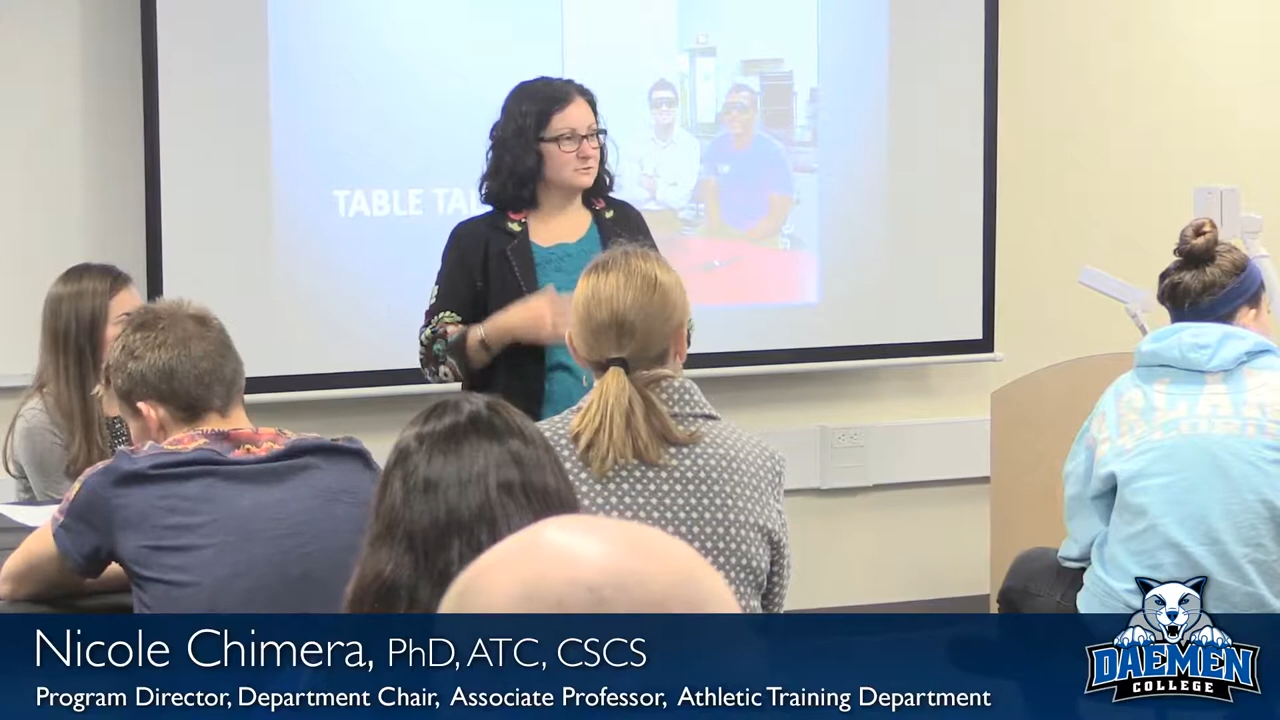 TABLE TAL
Nicole Chimera, PhD, ATC, CSCS
Program Director, Department Chair, Associate Professor, Athletic Training Department
DAEMEN
COLLEGE